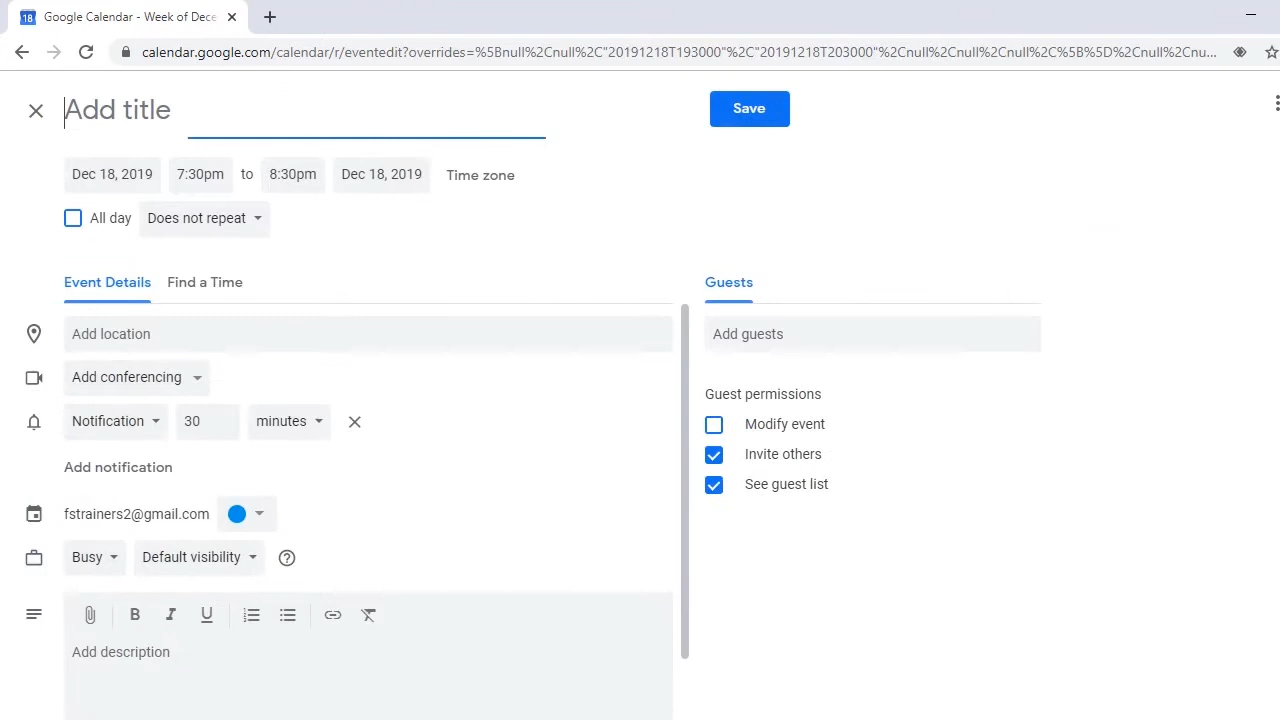 18 Google Calendar - Week of Dece
calendar.google.com/calendar/r/eventedit?overrides=%5Bnull%2Cnull%2C"20191218T193000"%2C"20191218T203000"%2Cnull%2Cnull%2Cnull%2C%5B%5D%2Cnull%2Cnu...
Add title
Save
Dec 18, 2019 7:30pm to 8:30pm Dec 18, 2019 Time zone
All day Does not repeat
Event Details Find a Time
Guests
Add location
Add guests
Add conferencing
Guest permissions
Notification 30 minutes
Modify event
Invite others
Add notification
See guest list
fstrainers2@gmail.com
Busy Default visibility
B I U
Add description